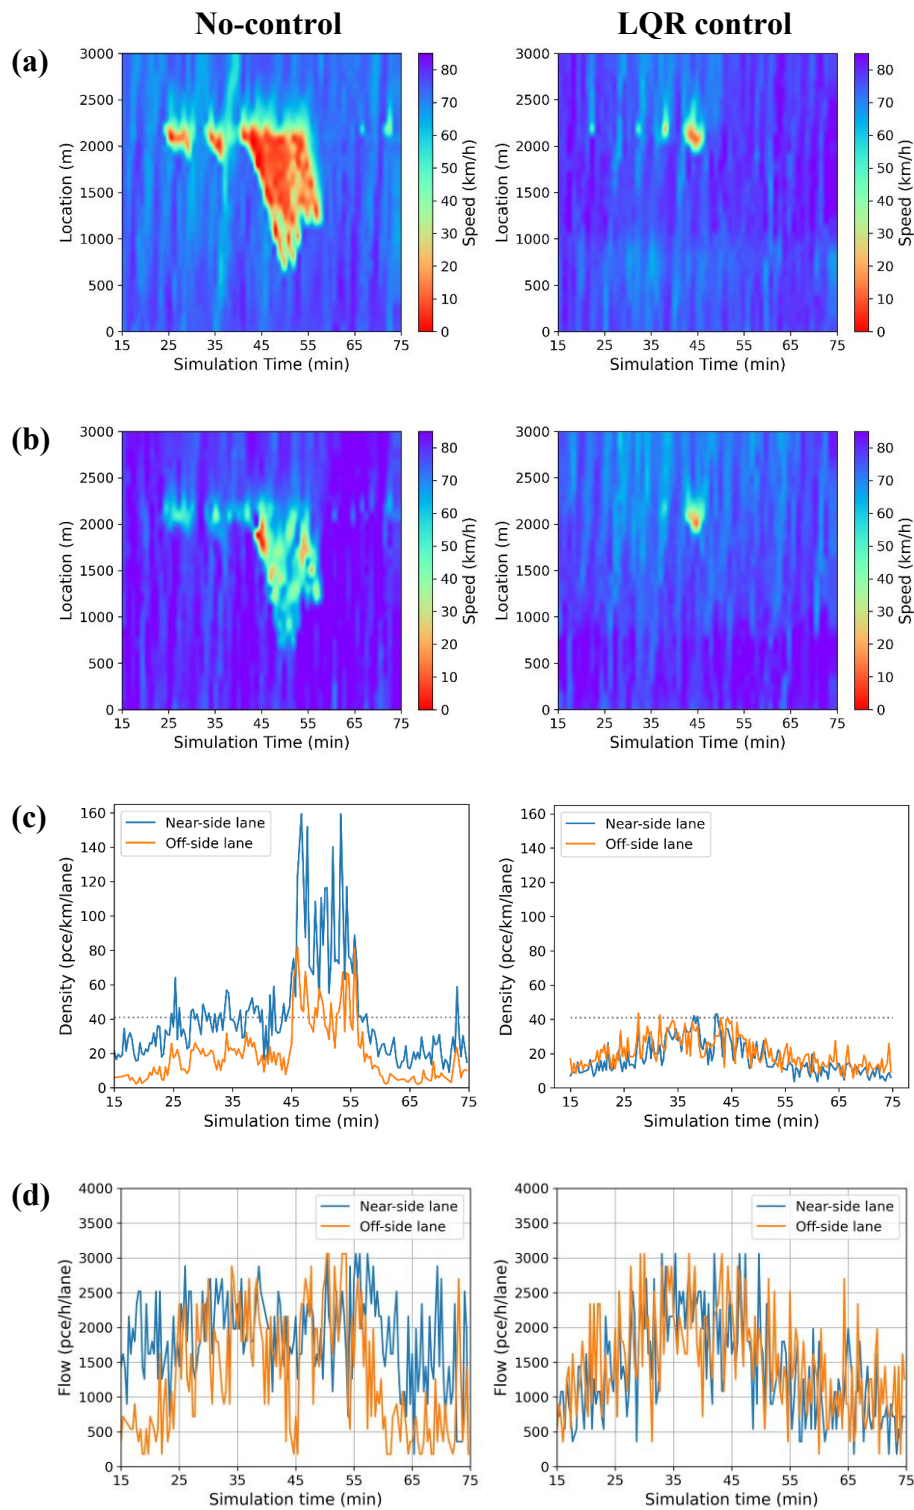 No-control LQR control
(a)
3000 2500 2000 1500 1000 500 0
Location (m)
15 25 35 45 55 65 75
Simulation Time (min)
80 70 60 50 40 30 20 10 0
Speed (km/h)
3000 2500 2000 1500 1000 500 0
Location (m)
15 25 35 45 55 65 75
Simulation Time (min)
80 70 60 50 40 30 20 10 0
Speed (km/h)
(b)
3000 2500 2000 1500 1000 500 0
Location (m)
15 25 35 45 55 65 75
Simulation Time (min)
80 70 60 50 40 30 20 10 0
Speed (km/h)
3000 2500 2000 1500 1000 500 0
Location (m)
15 25 35 45 55 65 75
Simulation Time (min)
80 70 60 50 40 30 20 10 0
Speed (km/h)
(c)
160 140 120 100 80 60 40 20 0
Density (pce/km/lane)
Near-side lane
Off-side lane
15 25 35 45 55 65 75
Simulation time (min)
160 140 120 100 80 60 40 20 0
Density (pce/km/lane)
Near-side lane
Off-side lane
15 25 35 45 55 65 75
Simulation time (min)
(d)
4000 3500 3000 2500 2000 1500 1000 500 0
Flow (pce/h/lane)
Near-side lane
Off-side lane
15 25 35 45 55 65 75
Simulation time (min)
4000 3500 3000 2500 2000 1500 1000 500 0
Flow (pce/h/lane)
Near-side lane
Off-side lane
15 25 35 45 55 65 75
Simulation time (min)